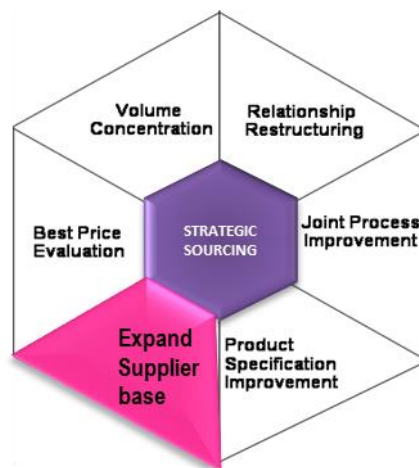 Volume
Concentration
Relationship
Restructuring
Best Price
Evaluation
STRATEGIC
SOURCING
Joint Process
Improvement
Expand
Supplier
base
Product
Specification
Improvement